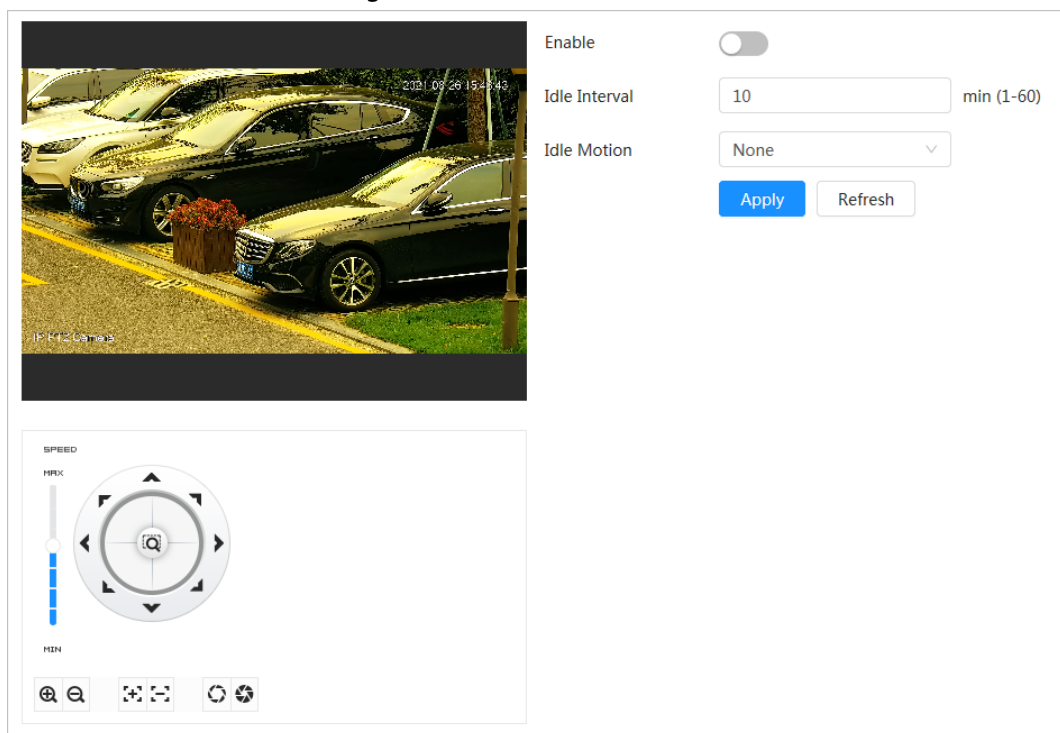 Enable
2021-08-26 15:46:43
Idle Interval
10
min (1-60)
Idle Motion
None
Apply
Refresh
IP PTZ Camera
SPEED
MAX
MIN